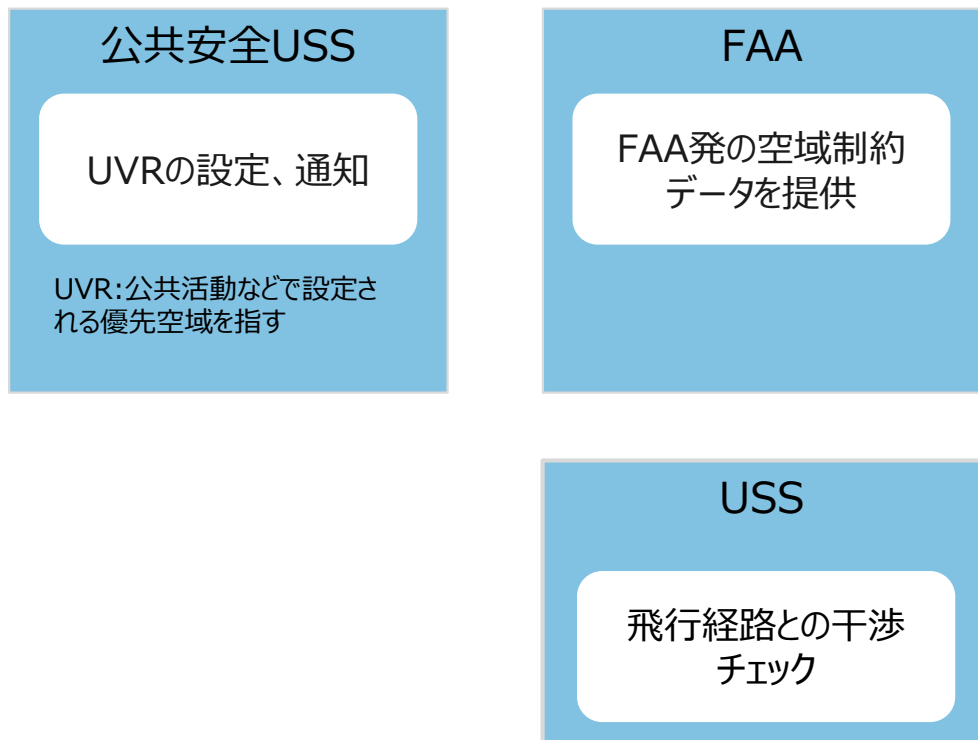 公共安全USS
UVRの設定、通知
UVR:公共活動などで設定さ
れる優先空域を指す
FAA
FAA発の空域制約
データを提供
USS
飛行経路との干渉
チェック